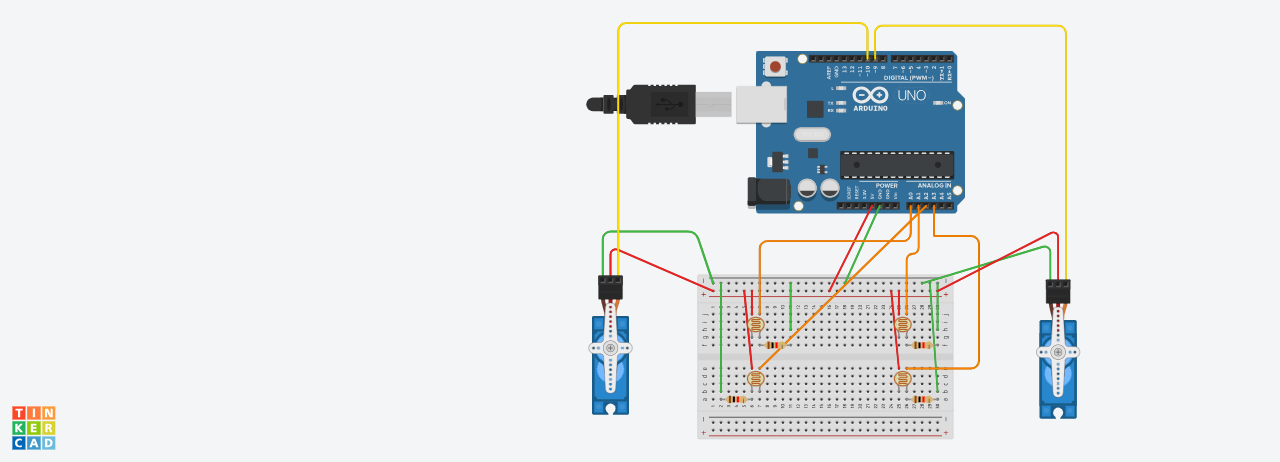 AREF
GND
13
12
~11
~10
~9
8
7
~6
~5
4
~3
2
TX→1
RX←0
DIGITAL (PWM~)
L
TX
RX
UNO
ARDUINO
ON
POWER
ANALOG IN
IOREF
RESET
3.3V
5V
GND
GND
Vin
A0
A1
A2
A3
A4
A5
TIN
KER
CAD